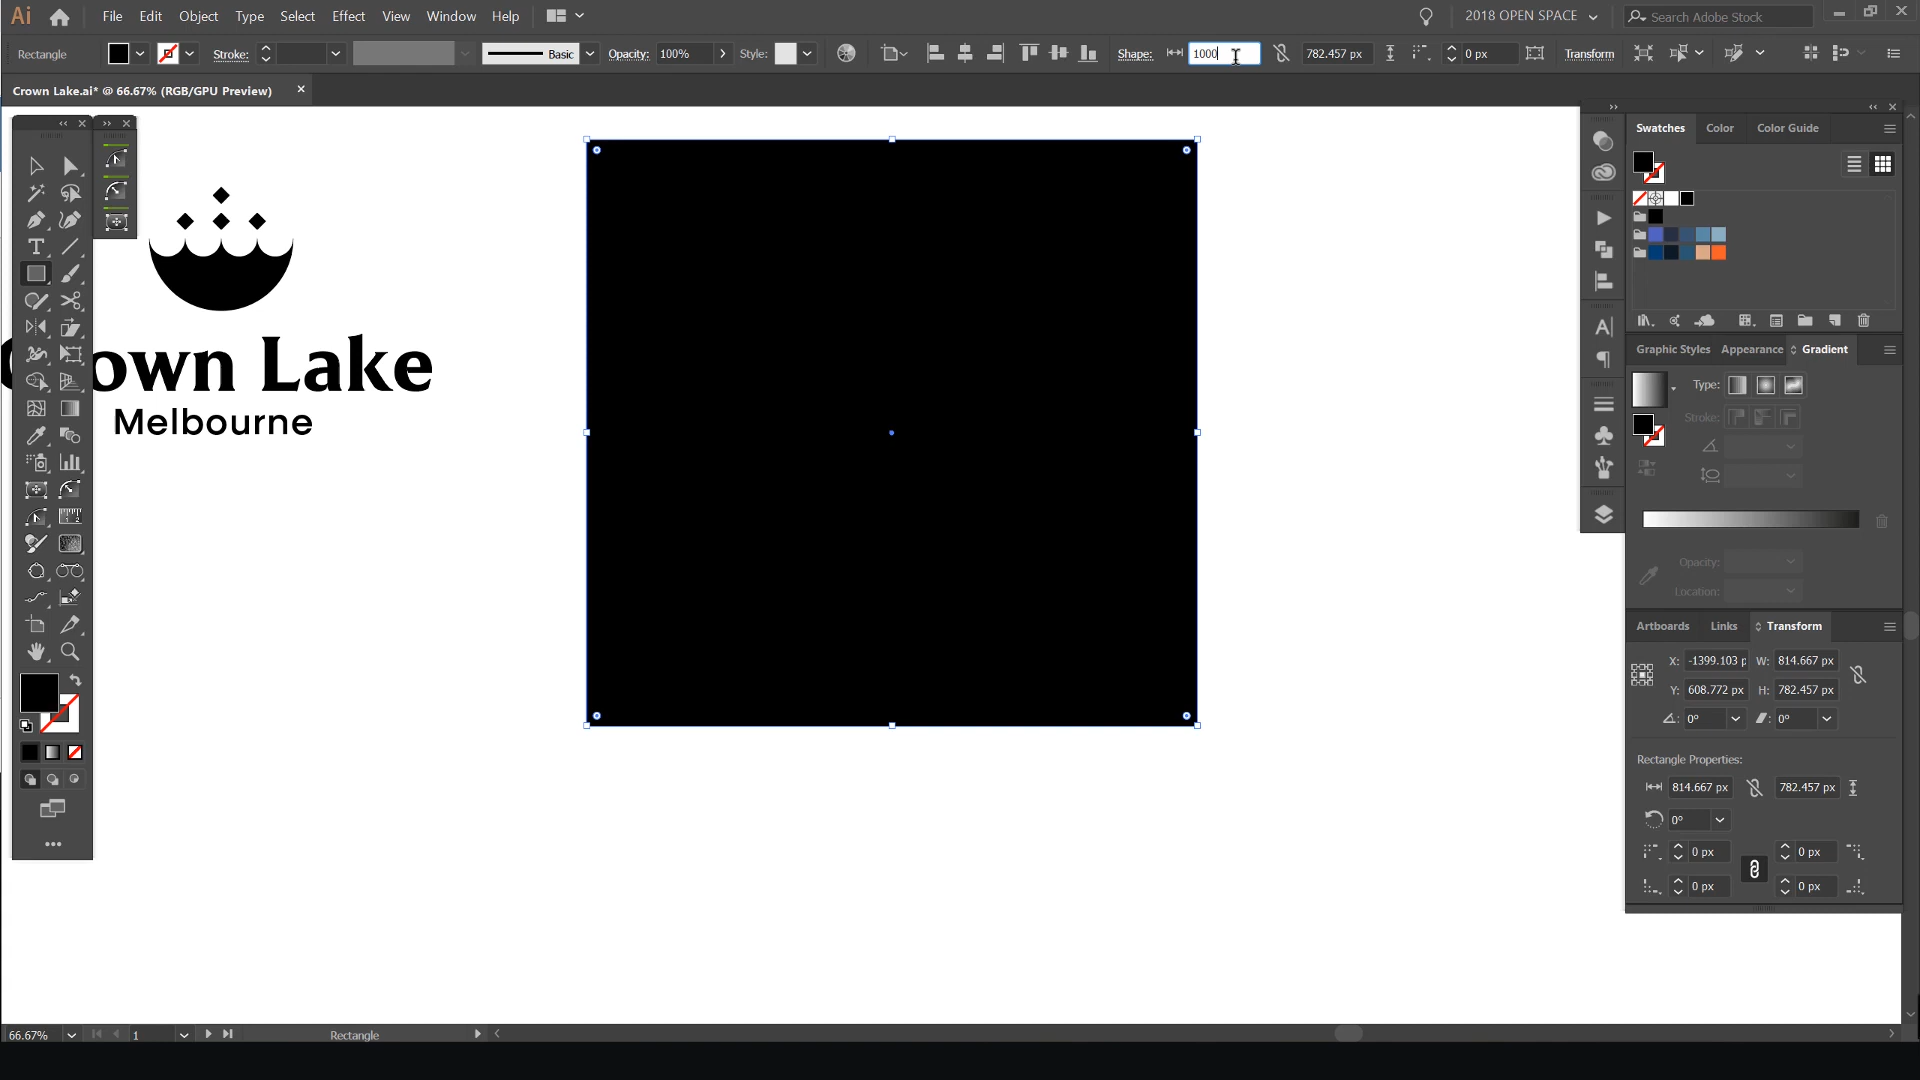 Ai File Edit Object Type Select Effect View Window Help 2018 OPEN SPACE Search Adobe Stock
Rectangle Stroke: Basic Opacity: 100% Style: Shape: 1000 782.457 px 0 px Transform
Crown Lake.ai* @ 66.67% (RGB/GPU Preview)
Swatches Color Color Guide
Graphic Styles Appearance Gradient
Type:
Stroke:
Opacity:
Location:
Artboards Links Transform
X: -1399.103 p W: 814.667 px
Y: 608.772 px H: 782.457 px
0° 0°
Rectangle Properties:
814.667 px 782.457 px
0°
0 px 0 px
0 px 0 px
own Lake
Melbourne
66.67% 1 Rectangle